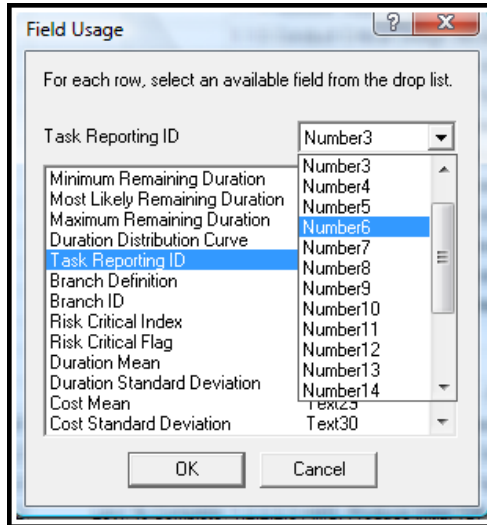 Field Usage
For each row, select an available field from the drop list.
Task Reporting ID Number3
Number3
Number4
Number5
Number6
Number7
Number8
Number9
Number10
Number11
Number12
Number13
Number14
Minimum Remaining Duration
Most Likely Remaining Duration
Maximum Remaining Duration
Duration Distribution Curve
Task Reporting ID
Branch Definition
Branch ID
Risk Critical Index
Risk Critical Flag
Duration Mean
Duration Standard Deviation
Cost Mean Text29
Cost Standard Deviation Text30
OK Cancel